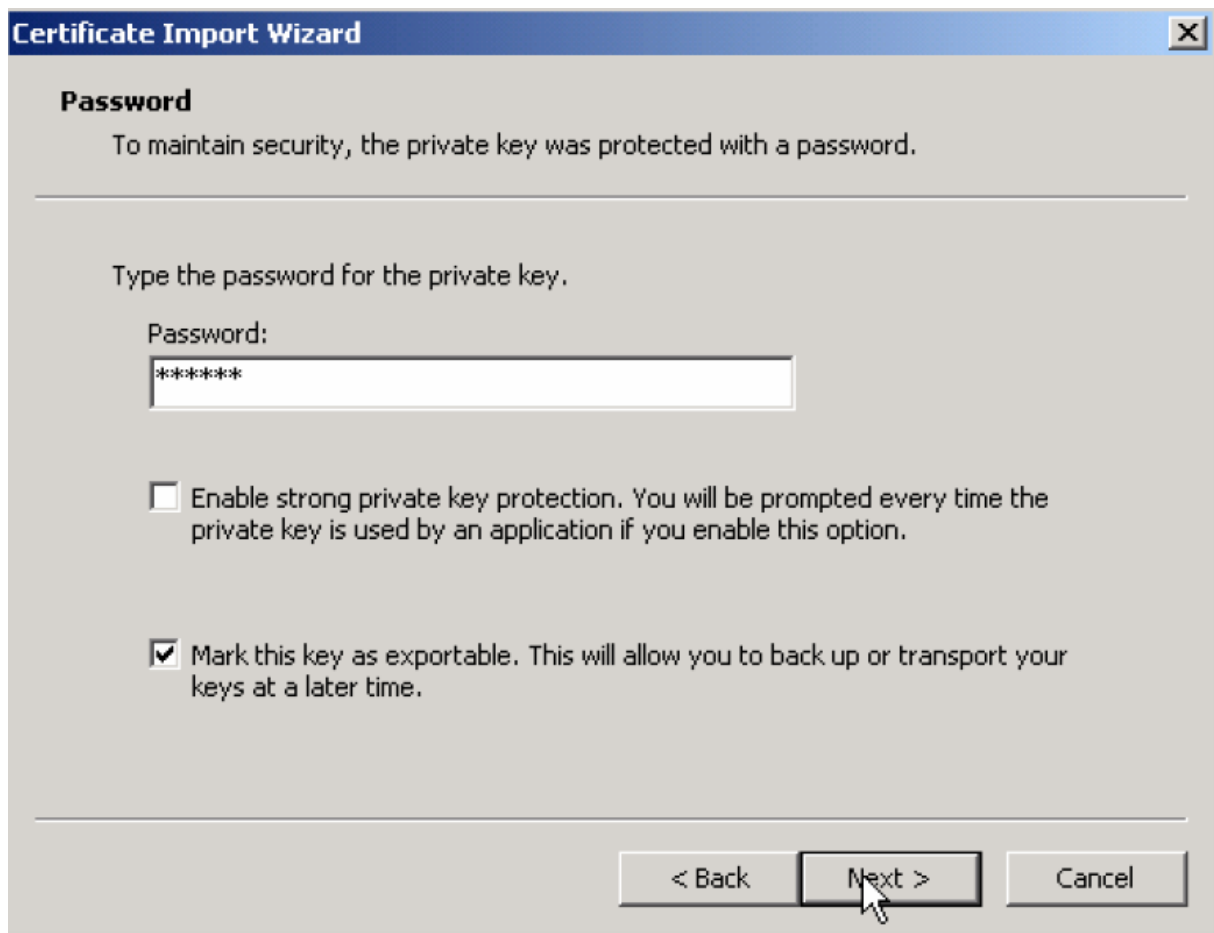 Certificate Import Wizard
Password
To maintain security, the private key was protected with a password.
Type the password for the private key.
Password:
******
Enable strong private key protection. You will be prompted every time the
private key is used by an application if you enable this option.
Mark this key as exportable. This will allow you to back up or transport your
keys at a later time.
< Back Next > Cancel